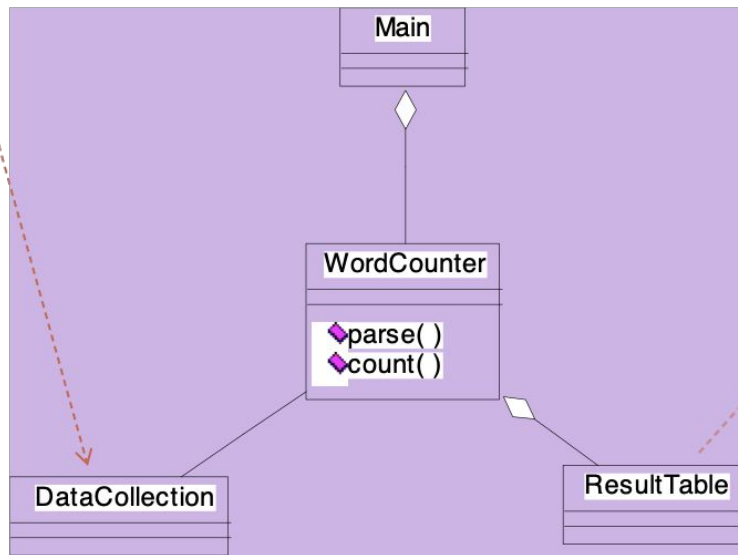 Main
WordCounter
parse( )
count( )
DataCollection
ResultTable